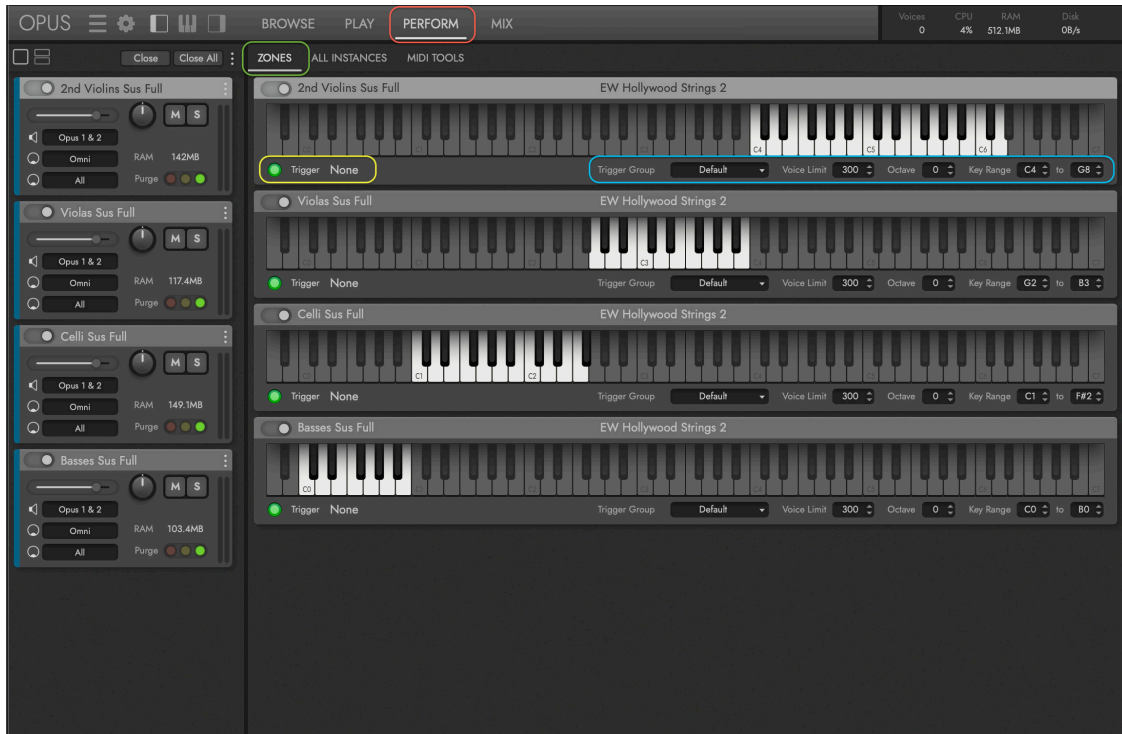 OPUS BROWSE PLAY PERFORM MIX Voices CPU RAM Disk
0 4% 512.1MB 0B/s
Close Close All ZONES ALL INSTANCES MIDI TOOLS
2nd Violins Sus Full
M S
Opus 1 & 2
Omni RAM 142MB
All Purge
Violas Sus Full
M S
Opus 1 & 2
Omni RAM 117.4MB
All Purge
Celli Sus Full
M S
Opus 1 & 2
Omni RAM 149.1MB
All Purge
Basses Sus Full
M S
Opus 1 & 2
Omni RAM 103.4MB
All Purge
2nd Violins Sus Full EW Hollywood Strings 2
C4 C5 C6
Trigger None Trigger Group Default Voice Limit 300 Octave 0 Key Range C4 to G8
Violas Sus Full EW Hollywood Strings 2
C3
Trigger None Trigger Group Default Voice Limit 300 Octave 0 Key Range G2 to B3
Celli Sus Full EW Hollywood Strings 2
C1 C2
Trigger None Trigger Group Default Voice Limit 300 Octave 0 Key Range C1 to F#2
Basses Sus Full EW Hollywood Strings 2
C0
Trigger None Trigger Group Default Voice Limit 300 Octave 0 Key Range C0 to B0